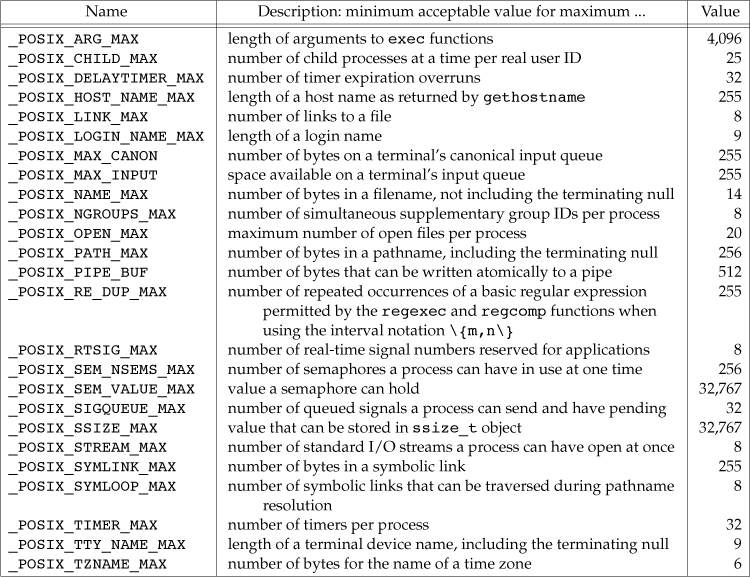 Name Description: minimum acceptable value for maximum ... Value
_POSIX_ARG_MAX length of arguments to exec functions 4,096
_POSIX_CHILD_MAX number of child processes at a time per real user ID 25
_POSIX_DELAYTIMER_MAX number of timer expiration overruns 32
_POSIX_HOST_NAME_MAX length of a host name as returned by gethostname 255
_POSIX_LINK_MAX number of links to a file 8
_POSIX_LOGIN_NAME_MAX length of a login name 9
_POSIX_MAX_CANON number of bytes on a terminal's canonical input queue 255
_POSIX_MAX_INPUT space available on a terminal's input queue 255
_POSIX_NAME_MAX number of bytes in a filename, not including the terminating null 14
_POSIX_NGROUPS_MAX number of simultaneous supplementary group IDs per process 8
_POSIX_OPEN_MAX maximum number of open files per process 20
_POSIX_PATH_MAX number of bytes in a pathname, including the terminating null 256
_POSIX_PIPE_BUF number of bytes that can be written atomically to a pipe 512
_POSIX_RE_DUP_MAX number of repeated occurrences of a basic regular expression 255
permitted by the regexec and regcomp functions when
using the interval notation \{m,n\}
_POSIX_RTSIG_MAX number of real-time signal numbers reserved for applications 8
_POSIX_SEM_NSEMS_MAX number of semaphores a process can have in use at one time 256
_POSIX_SEM_VALUE_MAX value a semaphore can hold 32,767
_POSIX_SIGQUEUE_MAX number of queued signals a process can send and have pending 32
_POSIX_SSIZE_MAX value that can be stored in ssize_t object 32,767
_POSIX_STREAM_MAX number of standard I/O streams a process can have open at once 8
_POSIX_SYMLINK_MAX number of bytes in a symbolic link 255
_POSIX_SYMLOOP_MAX number of symbolic links that can be traversed during pathname 8
resolution
_POSIX_TIMER_MAX number of timers per process 32
_POSIX_TTY_NAME_MAX length of a terminal device name, including the terminating null 9
_POSIX_TZNAME_MAX number of bytes for the name of a time zone 6